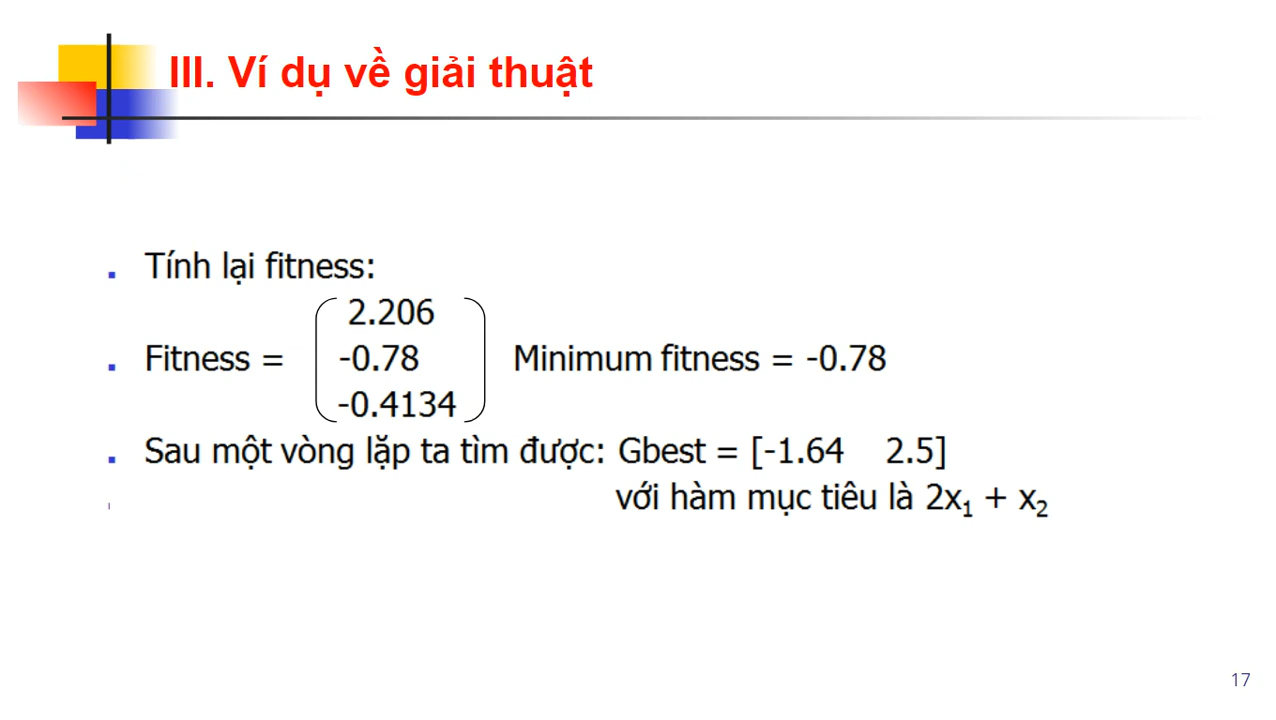 III. Ví dụ về giải thuật
Tính lại fitness:
2.206
Fitness = -0.78 Minimum fitness = -0.78
-0.4134
Sau một vòng lặp ta tìm được: Gbest = [-1.64 2.5]
với hàm mục tiêu là 2x₁ + x₂
17